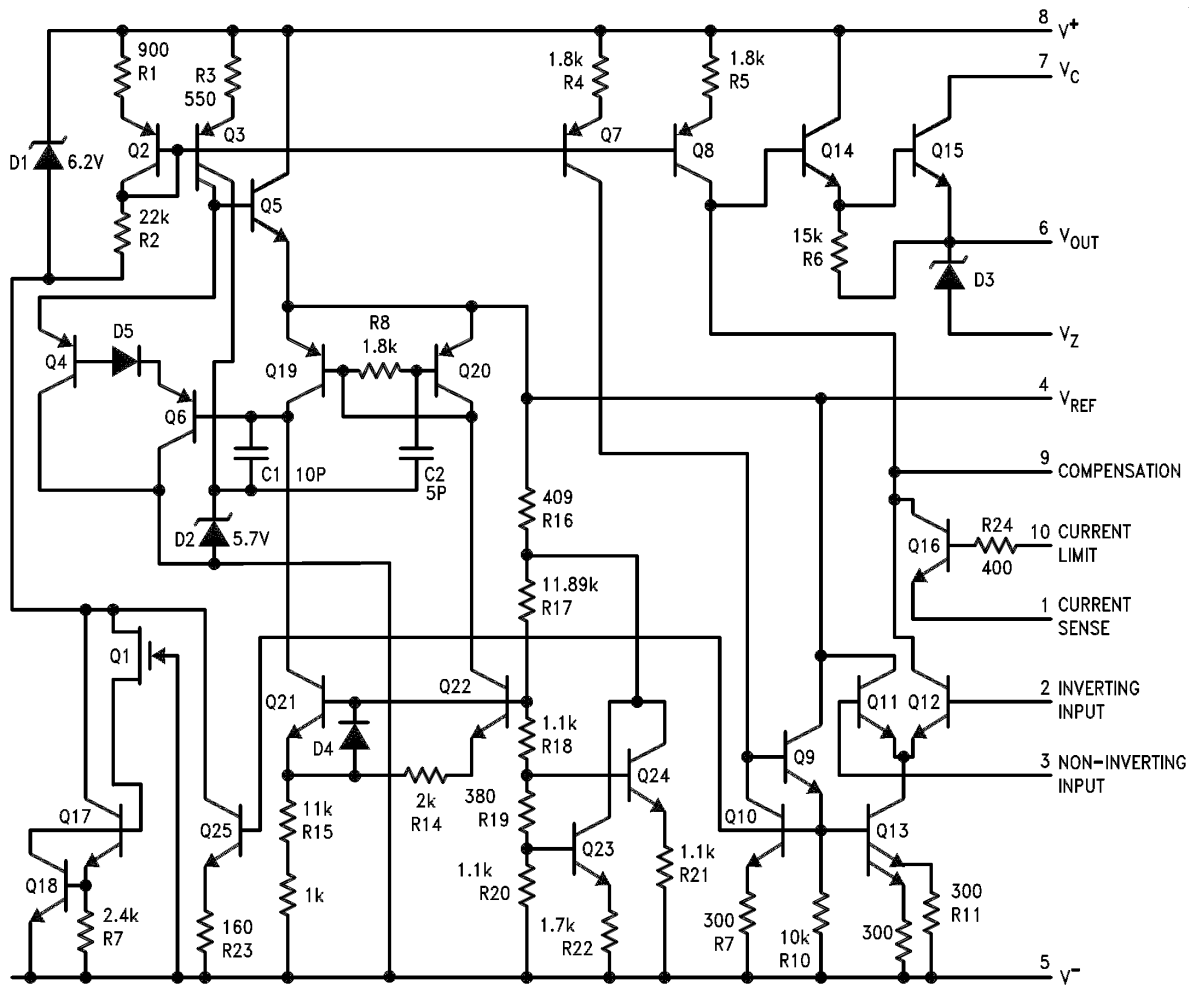 8 V+
7 VC
900
R1
R3
550
1.8k
R4
1.8k
R5
D1 6.2V
Q2
Q3
Q7
Q8
Q14
Q15
22k
R2
Q5
15k
R6
6 VOUT
D3
VZ
Q4
D5
R8
1.8k
Q19
Q20
Q6
4 VREF
C1 10P
C2
5P
9 COMPENSATION
409
R16
D2 5.7V
Q16
R24
400
10 CURRENT
LIMIT
11.89k
R17
1 CURRENT
SENSE
Q1
Q21
Q22
Q11
Q12
2 INVERTING
INPUT
D4
1.1k
R18
Q9
3 NON-INVERTING
INPUT
2k
R14
380
R19
Q24
Q17
Q25
11k
R15
Q10
Q13
Q23
Q18
1.1k
R20
1.1k
R21
2.4k
R7
160
R23
1k
1.7k
R22
300
R7
10k
R10
300
300
R11
5 V−